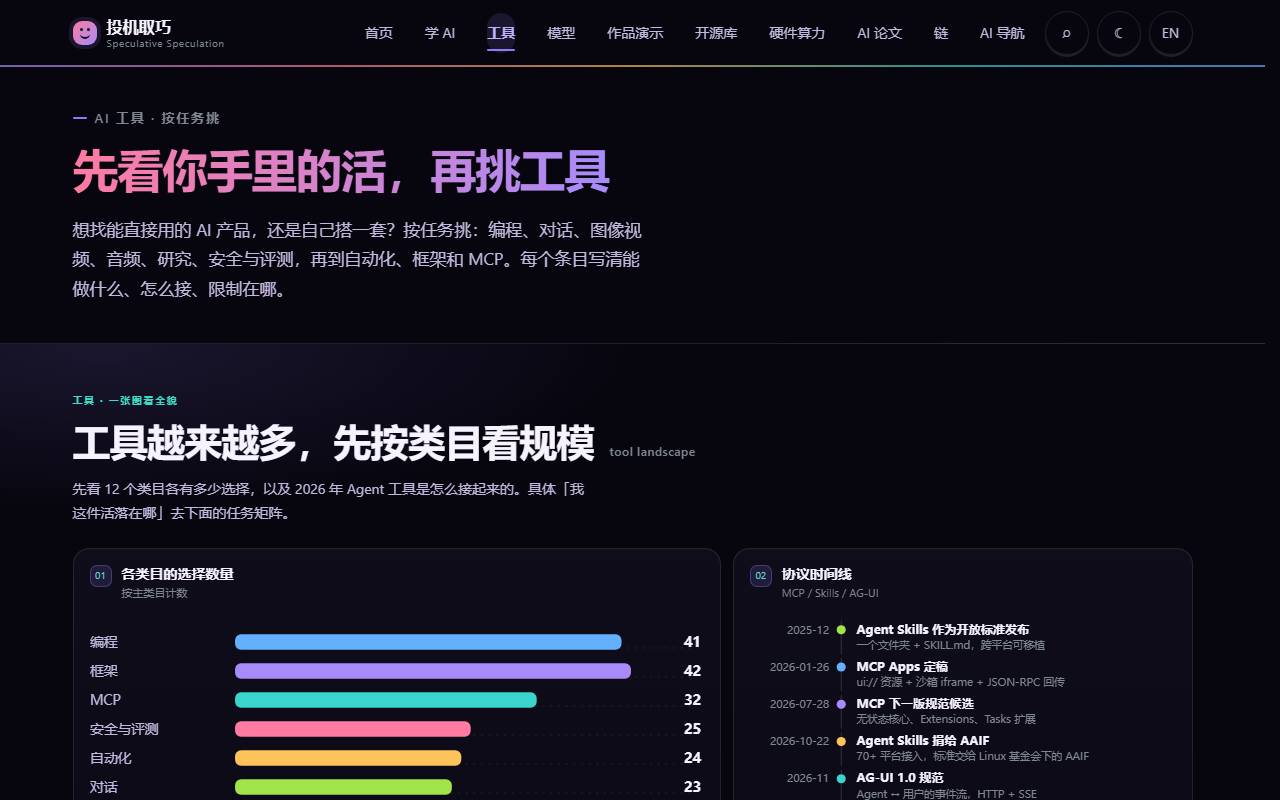 投机取巧
Speculative Speculation
首页 学 AI 工具 模型 作品演示 开源库 硬件算力 AI 论文 链 AI 导航 EN
AI 工具 · 按任务挑
先看你手里的活，再挑工具
想找能直接用的 AI 产品，还是自己搭一套？按任务挑：编程、对话、图像视
频、音频、研究、安全与评测，再到自动化、框架和 MCP。每个条目写清能
做什么、怎么接、限制在哪。
工具 · 一张图看全貌
工具越来越多，先按类目看规模 tool landscape
先看 12 个类目各有多少选择，以及 2026 年 Agent 工具是怎么接起来的。具体「我
这件活落在哪」去下面的任务矩阵。
01 各类目的选择数量
按主类目计数
编程 41
框架 42
MCP 32
安全与评测 25
自动化 24
对话 23
02 协议时间线
MCP / Skills / AG-UI
2025-12 Agent Skills 作为开放标准发布
一个文件夹 + SKILL.md，跨平台可移植
2026-01-26 MCP Apps 定稿
ui:// 资源 + 沙箱 iframe + JSON-RPC 回传
2026-07-28 MCP 下一版规范候选
无状态核心、Extensions、Tasks 扩展
2026-10-22 Agent Skills 捐给 AAIF
70+ 平台接入，标准交给 Linux 基金会下的 AAIF
2026-11 AG-UI 1.0 规范
Agent ↔ 用户的事件流，HTTP + SSE